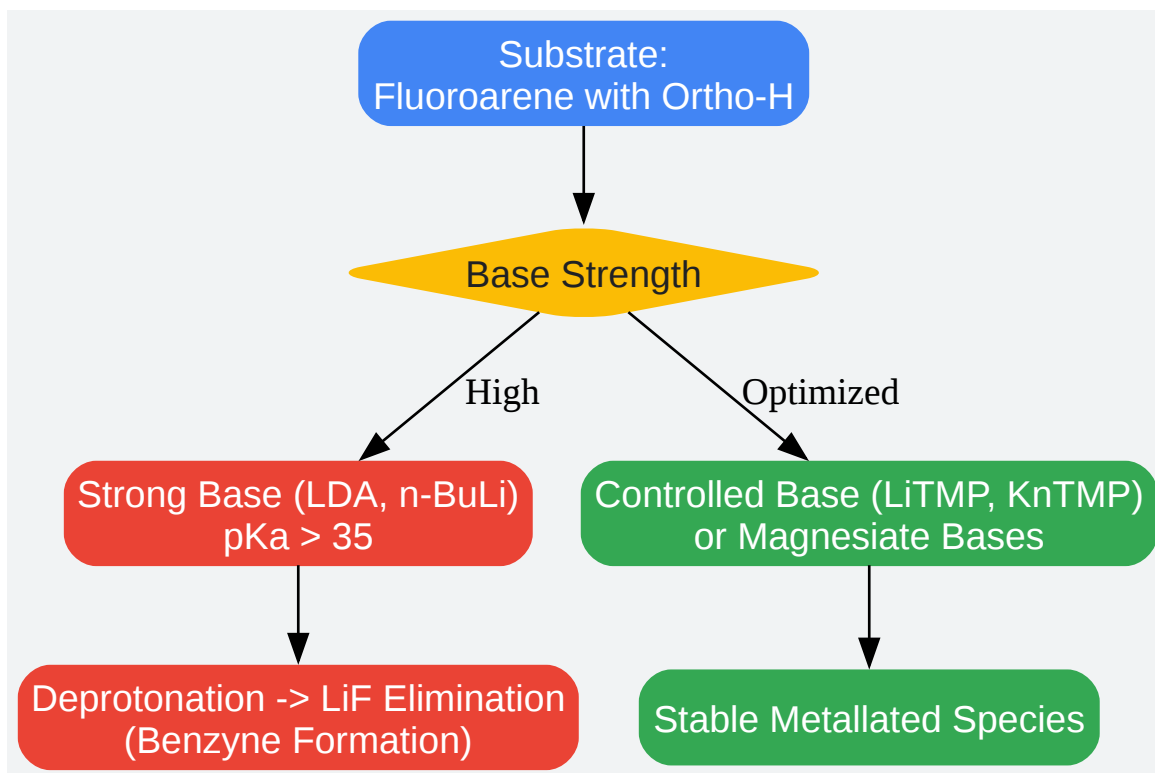 Substrate:
Fluoroarene with Ortho-H
Base Strength
High
Optimized
Strong Base (LDA, n-BuLi)
pKa > 35
Controlled Base (LiTMP, KnTMP)
or Magnesiate Bases
Deprotonation -> LiF Elimination
(Benzyne Formation)
Stable Metallated Species